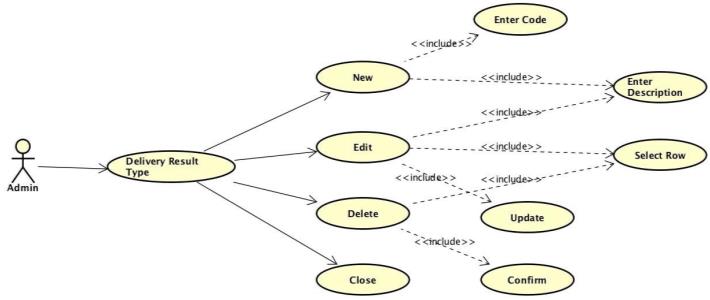 Enter Code
<<include>>
New
<<include>>
Enter
Description
<<include>>
Edit
<<include>>
Select Row
Delivery Result
Type
Admin
<<include>>
<<include>>
Delete
Update
<<include>>
Close
Confirm